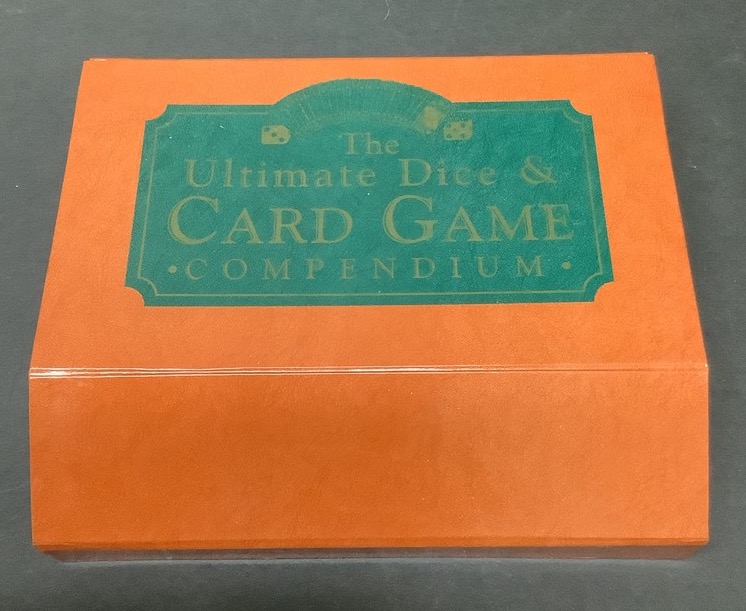 The
Ultimate Dice &
CARD GAME
•COMPENDIUM•